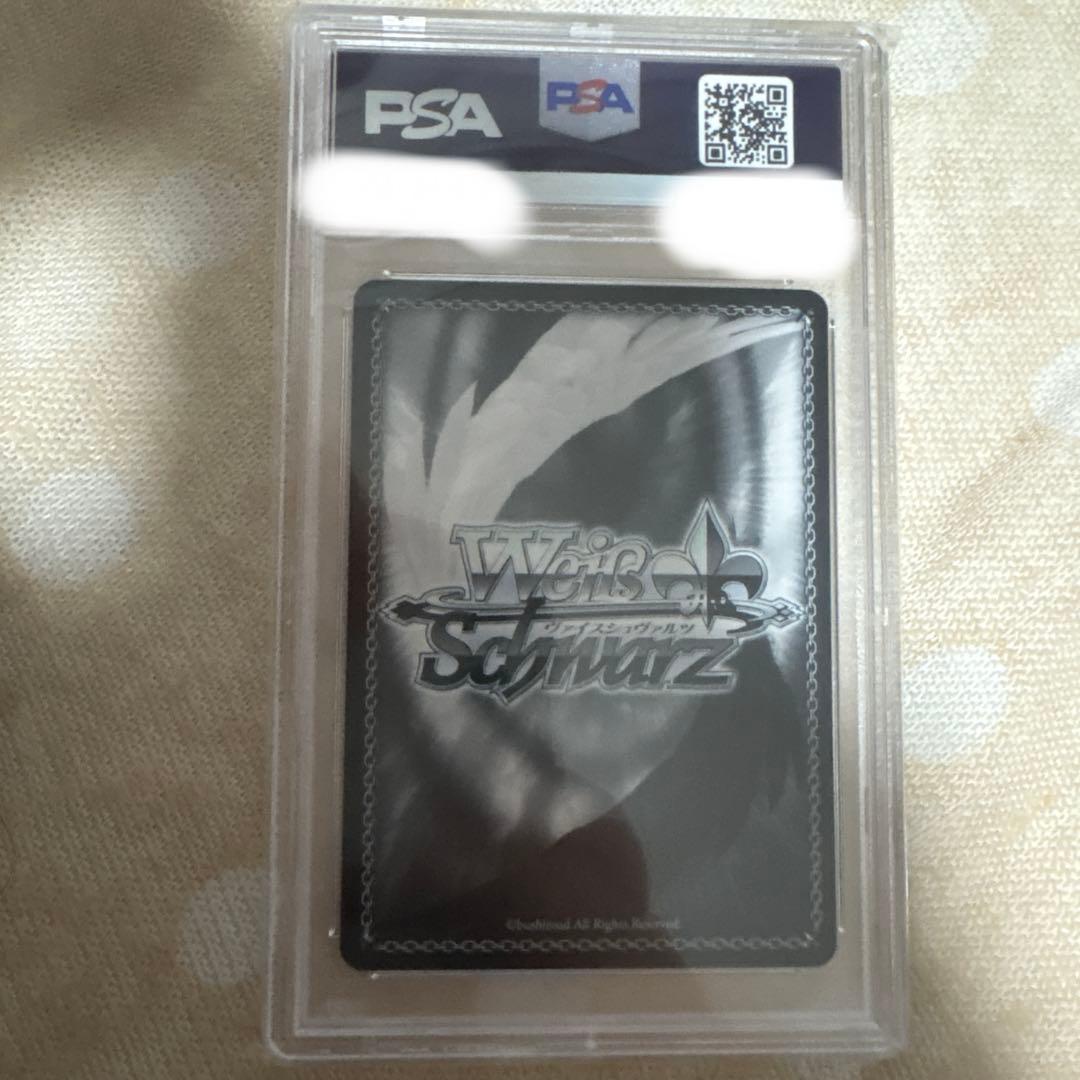 PSA
PSA
Weiß
ヴァイスシュヴァルツ
Schwarz
©bushiroad All Rights Reserved.